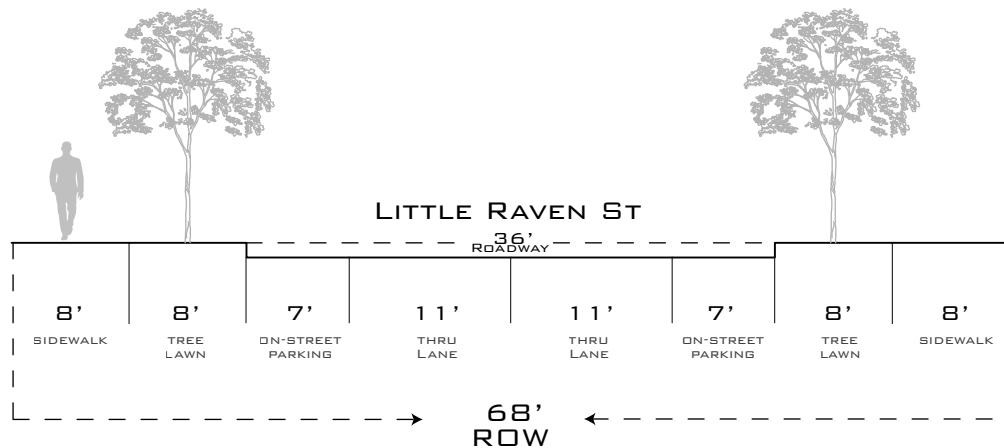 LITTLE RAVEN ST
36'
ROADWAY
8' 8' 7' 11' 11' 7' 8' 8'
SIDEWALK TREE LAWN ON-STREET PARKING THRU LANE THRU LANE ON-STREET PARKING TREE LAWN SIDEWALK
68'
ROW